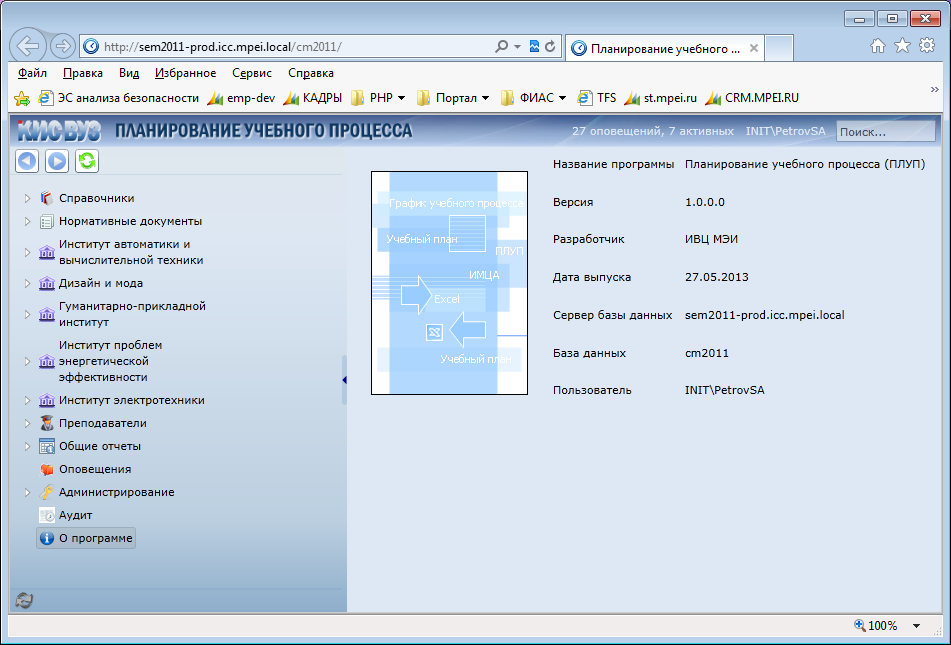 http://sem2011-prod.icc.mpei.local/cm2011/
Планирование учебного ...
Файл Правка Вид Избранное Сервис Справка
ЭС анализа безопасности emp-dev КАДРЫ PHP Портал ФИАС TFS st.mpei.ru CRM.MPEI.RU
КИС ВУЗ ПЛАНИРОВАНИЕ УЧЕБНОГО ПРОЦЕССА
27 оповещений, 7 активных INIT\PetrovSA Поиск...
Справочники
Нормативные документы
Институт автоматики и
вычислительной техники
Дизайн и мода
Гуманитарно-прикладной
институт
Институт проблем
энергетической
эффективности
Институт электротехники
Преподаватели
Общие отчеты
Оповещения
Администрирование
Аудит
О программе
График учебного процесса
Учебный план
ПЛУП
ИМЦА
Excel
Учебный план
Название программы Планирование учебного процесса (ПЛУП)
Версия 1.0.0.0
Разработчик ИВЦ МЭИ
Дата выпуска 27.05.2013
Сервер базы данных sem2011-prod.icc.mpei.local
База данных cm2011
Пользователь INIT\PetrovSA
100%